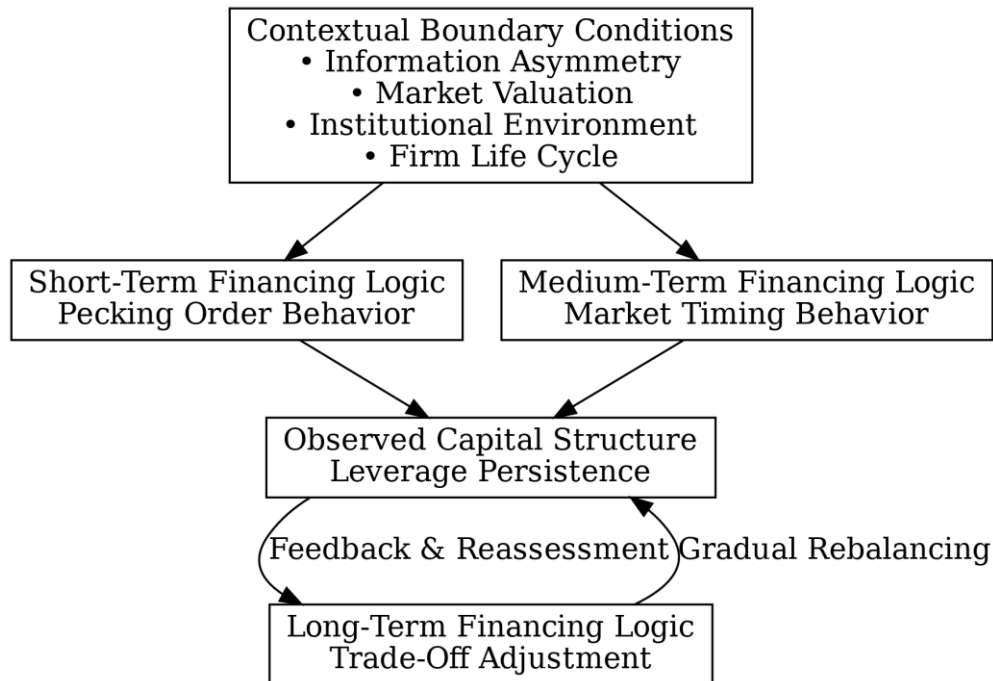 Contextual Boundary Conditions
• Information Asymmetry
• Market Valuation
• Institutional Environment
• Firm Life Cycle
Short-Term Financing Logic
Pecking Order Behavior
Medium-Term Financing Logic
Market Timing Behavior
Observed Capital Structure
Leverage Persistence
Feedback & Reassessment
Gradual Rebalancing
Long-Term Financing Logic
Trade-Off Adjustment